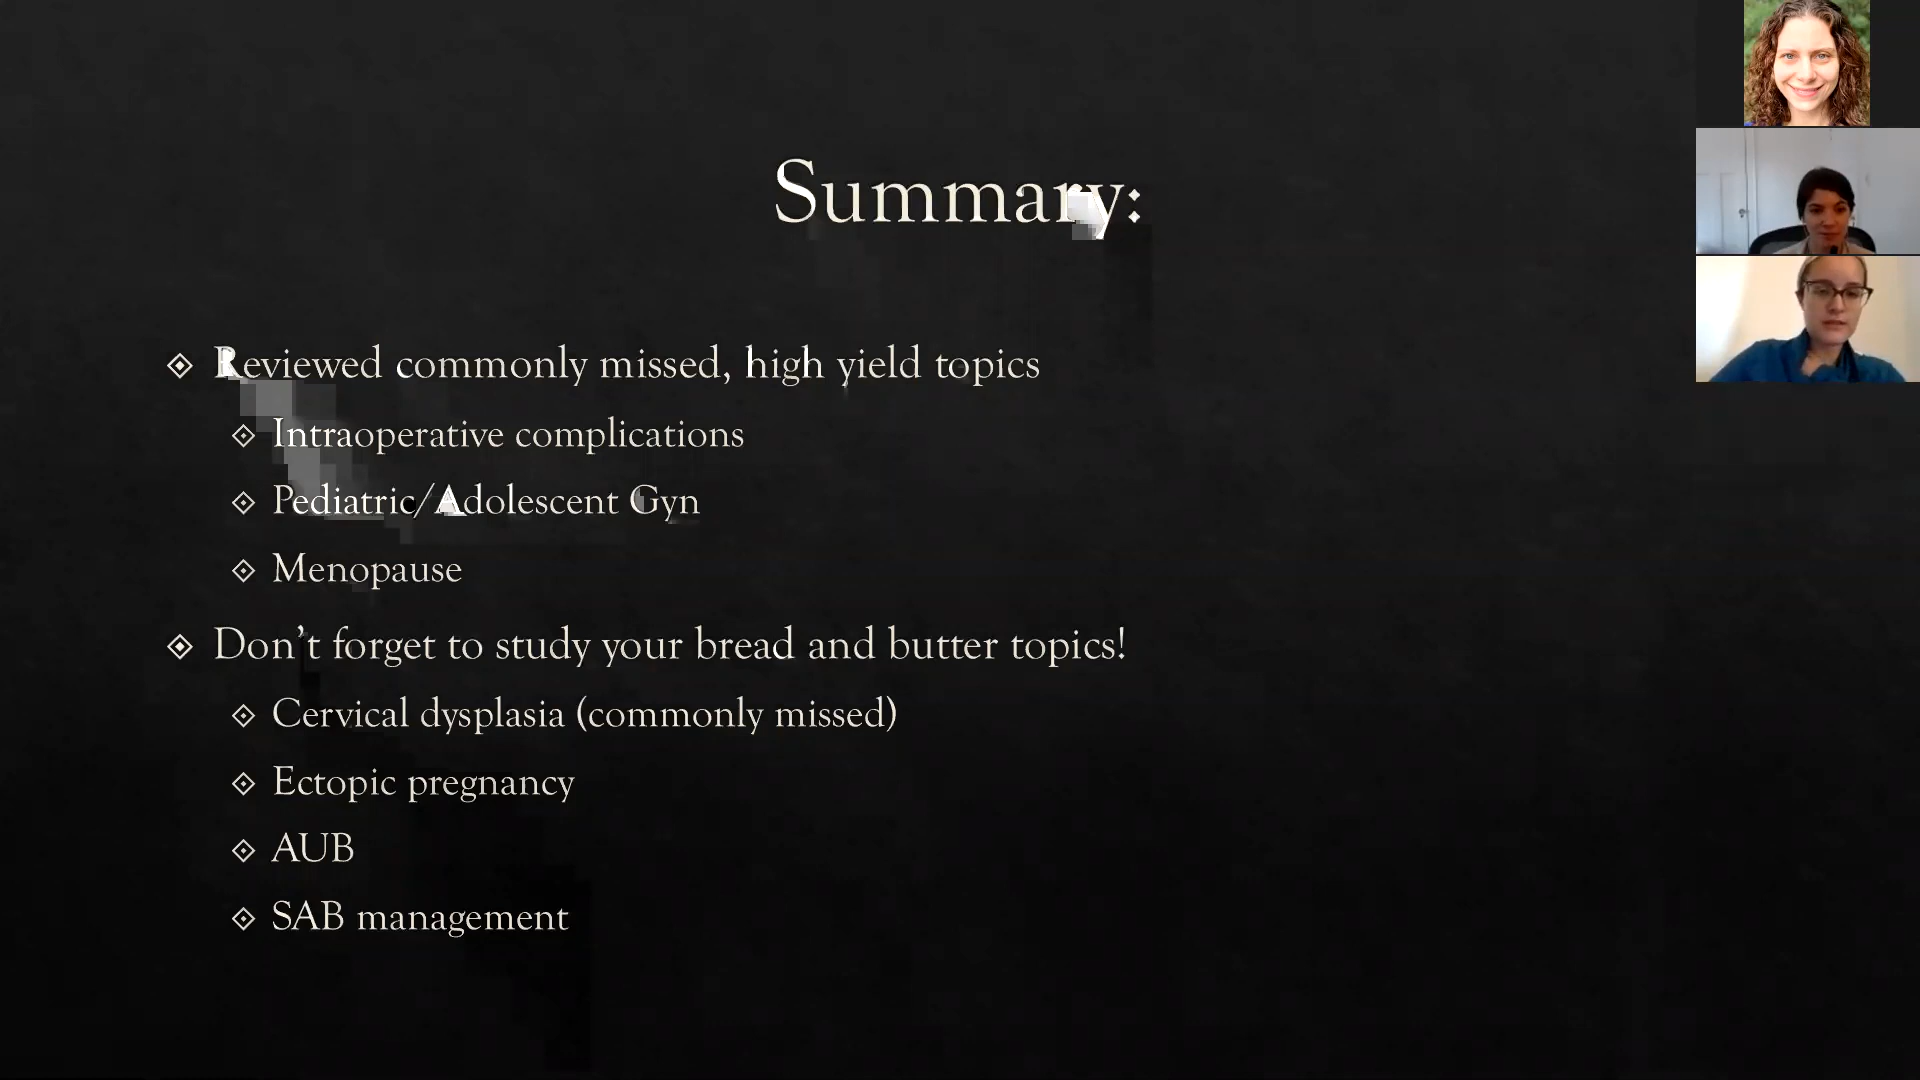 Summary:
Reviewed commonly missed, high yield topics
Intraoperative complications
Pediatric/Adolescent Gyn
Menopause
Don’t forget to study your bread and butter topics!
Cervical dysplasia (commonly missed)
Ectopic pregnancy
AUB
SAB management